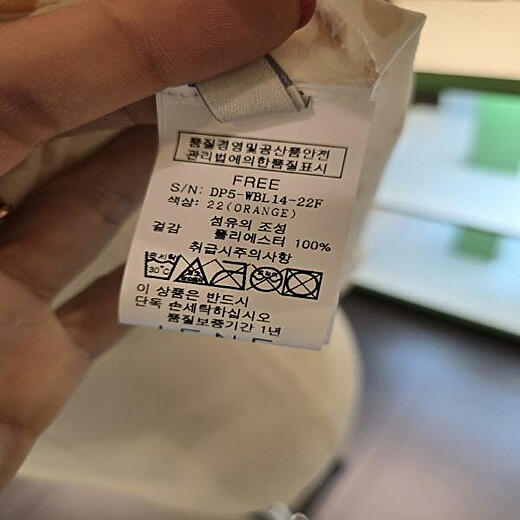 품질경영및공산품안전
관리법에의한품질표시
FREE
S/N: DP5-WBL14-22F
색상: 22(ORANGE)
섬유의 조성
겉감 폴리에스터 100%
취급시주의사항
30°C
이 상품은 반드시
단독 손세탁하십시오
품질보증기간 1년